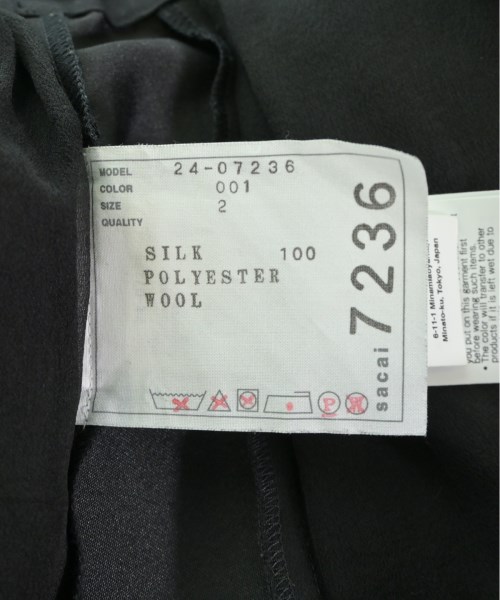 MODEL 24-07236
COLOR 001
SIZE 2
QUALITY
SILK 100
POLYESTER
WOOL
P
W
sacai 7236
6-11-1 Minamiaoyama,
Minato-ku, Tokyo, Japan
you put on this garment first
before wearing such items.
• The color will transfer to other
products if it is left wet due to